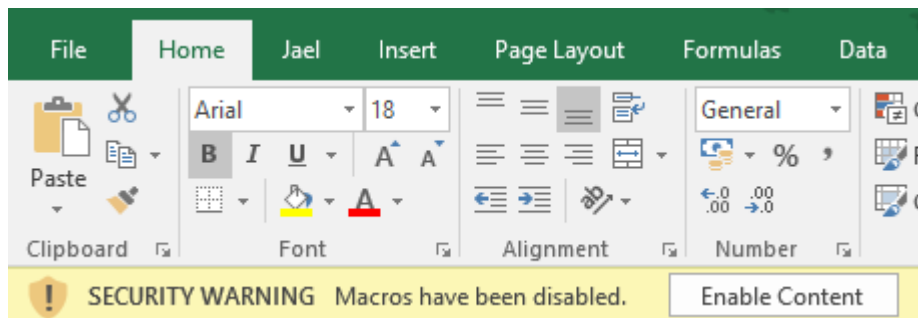 File Home Jael Insert Page Layout Formulas Data
Arial 18 General
B I U A A %  ,
Paste
A .00 .00
Clipboard Font Alignment Number
! SECURITY WARNING Macros have been disabled. Enable Content